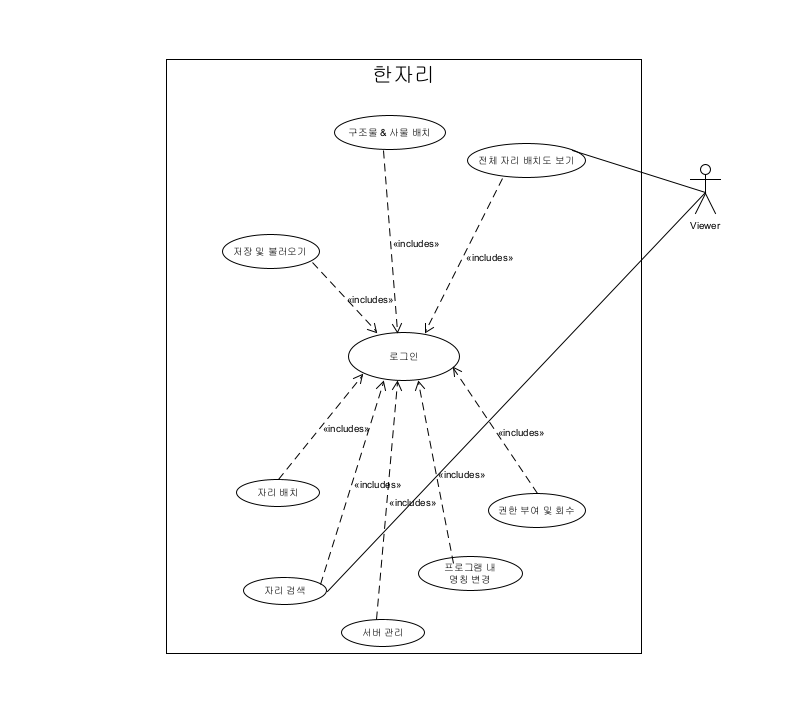 한자리
구조물 & 사물 배치
전체 자리 배치도 보기
Viewer
저장 및 불러오기
«includes»
«includes»
«includes»
로그인
«includes»
«includes»
«includes»
«includes»
«includes»
자리 배치
권한 부여 및 회수
프로그램 내
명칭 변경
자리 검색
서버 관리